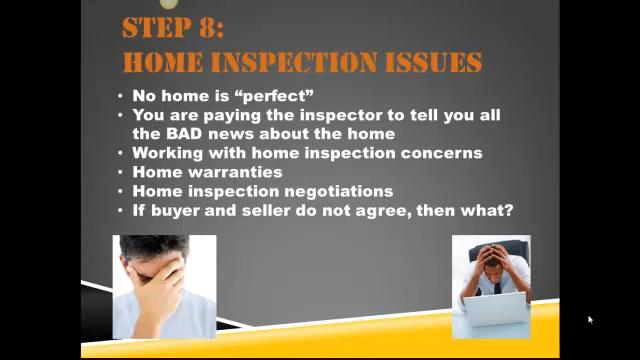 STEP 8:
HOME INSPECTION ISSUES
• No home is “perfect”
• You are paying the inspector to tell you all
the BAD news about the home
• Working with home inspection concerns
• Home warranties
• Home inspection negotiations
• If buyer and seller do not agree, then what?